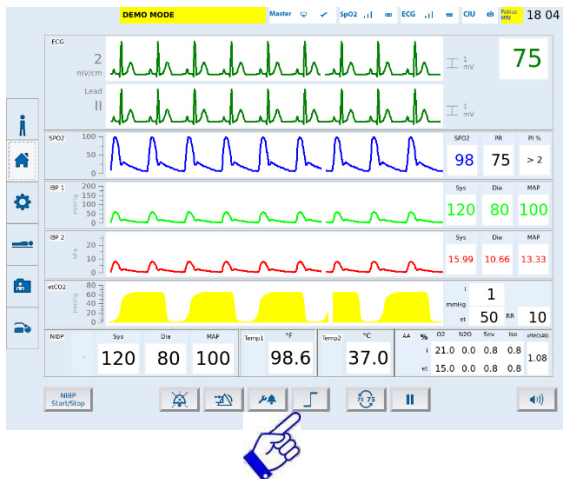 DEMO MODE Master SpO2 ECG CIU Fabius MRI 18 04
ECG
2
mV/cm
1 mV
75
Lead
II
1 mV
SPO2 100 50 0 SPO2 PR PI %
98 75 > 2
IBP 1 200 150 100 50 0 mmHg Sys Dia MAP
120 80 100
IBP 2 20 10 0 kPa Sys Dia MAP
15.99 10.66 13.33
etCO2 80 60 40 20 0 mmHg
i 1
mmHg
et 50 RR 10
NIBP Sys Dia MAP Temp1 °F Temp2 °C AA % O2 N2O Sev Iso
- 120 80 100 98.6 37.0 i 21.0 0.0 0.8 0.8 1.08
et 15.0 0.0 0.8 0.8
NIBP
Start/Stop
75 75